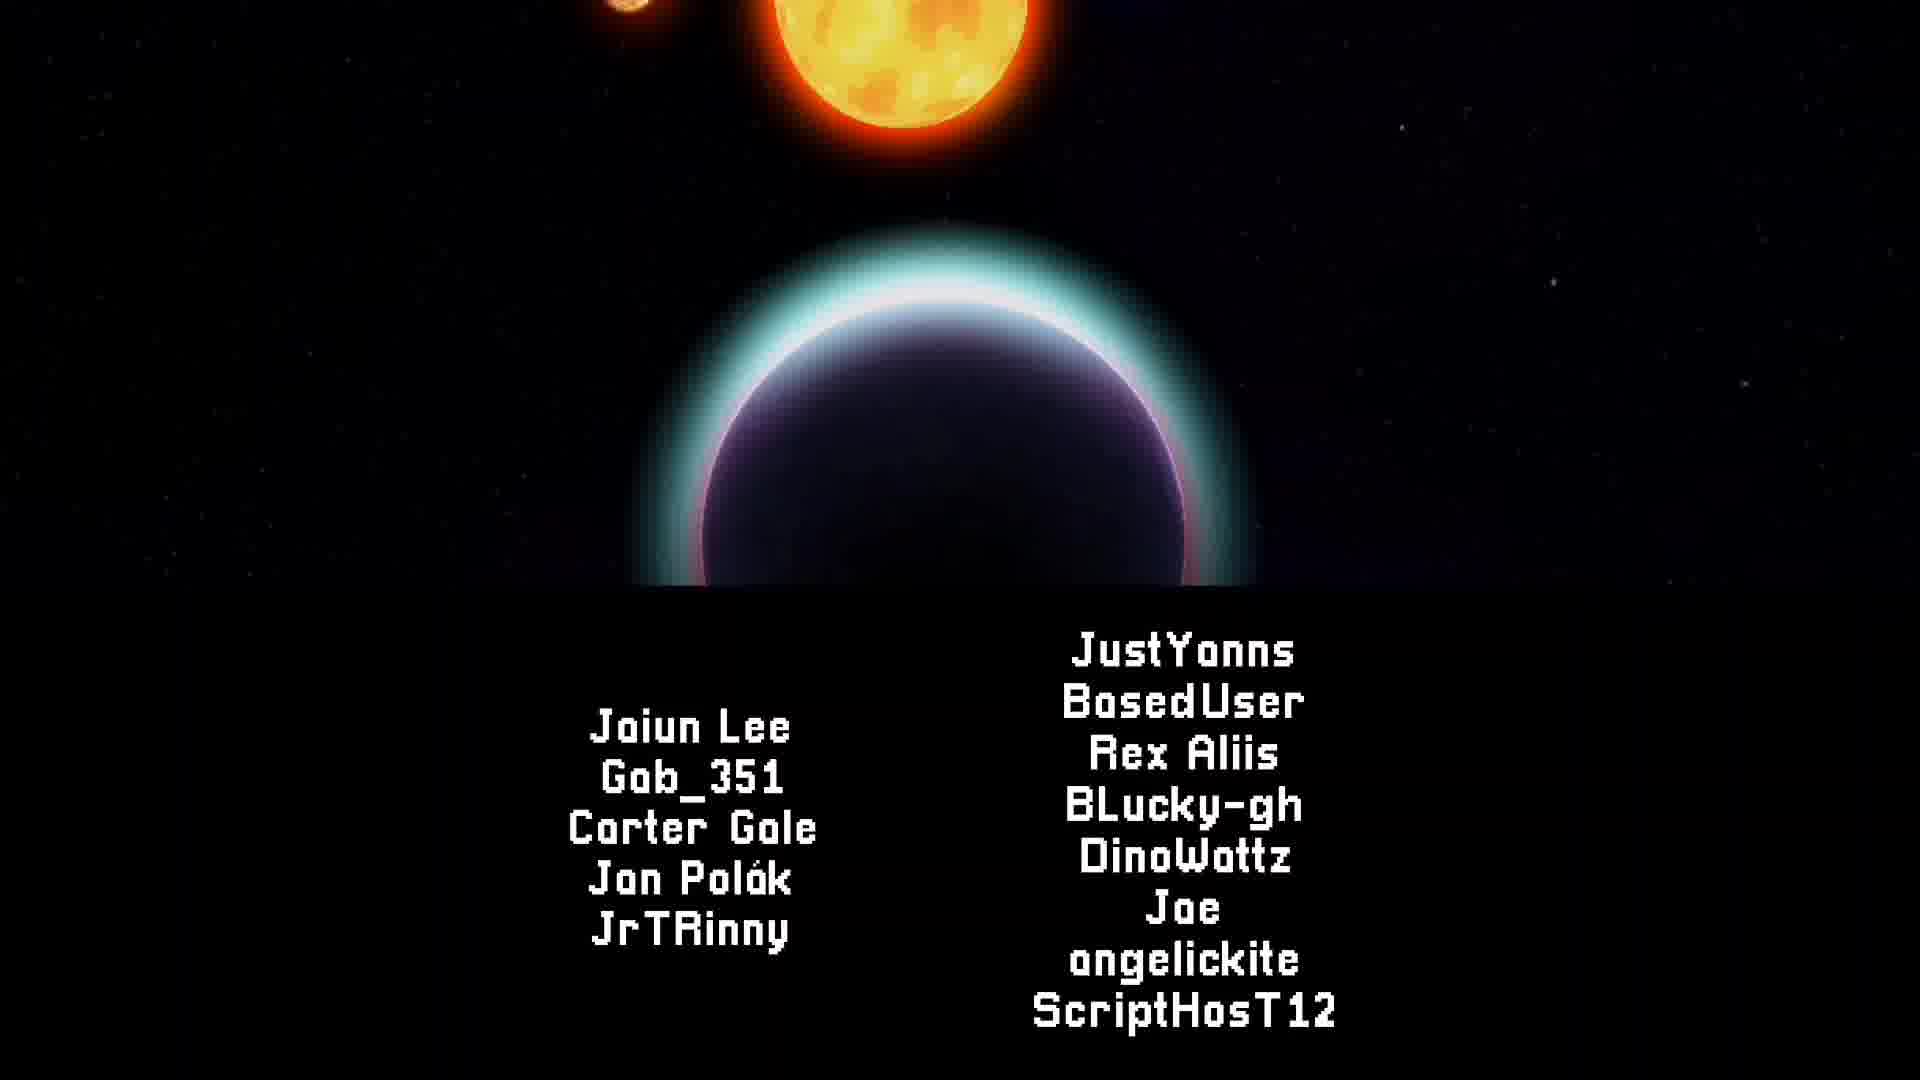 Jaiun Lee
Gab_351
Carter Gale
Jan Polák
JrTRinny
JustYanns
BasedUser
Rex Aliis
BLucky-gh
DinoWattz
Jae
angelickite
ScriptHosT12